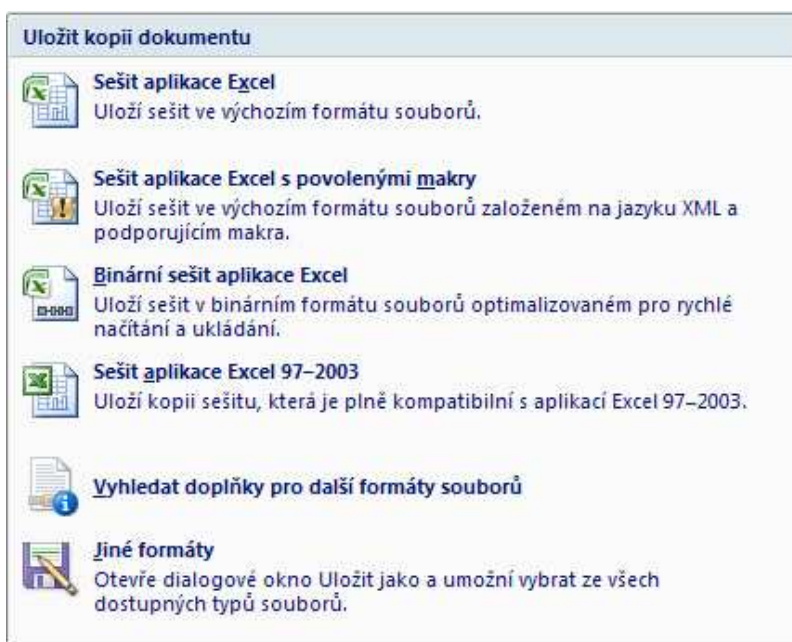 Uložit kopii dokumentu
Sešit aplikace Excel
Uloží sešit ve výchozím formátu souborů.
Sešit aplikace Excel s povolenými makry
Uloží sešit ve výchozím formátu souborů založeném na jazyku XML a
podporujícím makra.
Binární sešit aplikace Excel
Uloží sešit v binárním formátu souborů optimalizovaném pro rychlé
načítání a ukládání.
Sešit aplikace Excel 97–2003
Uloží kopii sešitu, která je plně kompatibilní s aplikací Excel 97–2003.
Vyhledat doplňky pro další formáty souborů
Jiné formáty
Otevře dialogové okno Uložit jako a umožní vybrat ze všech
dostupných typů souborů.